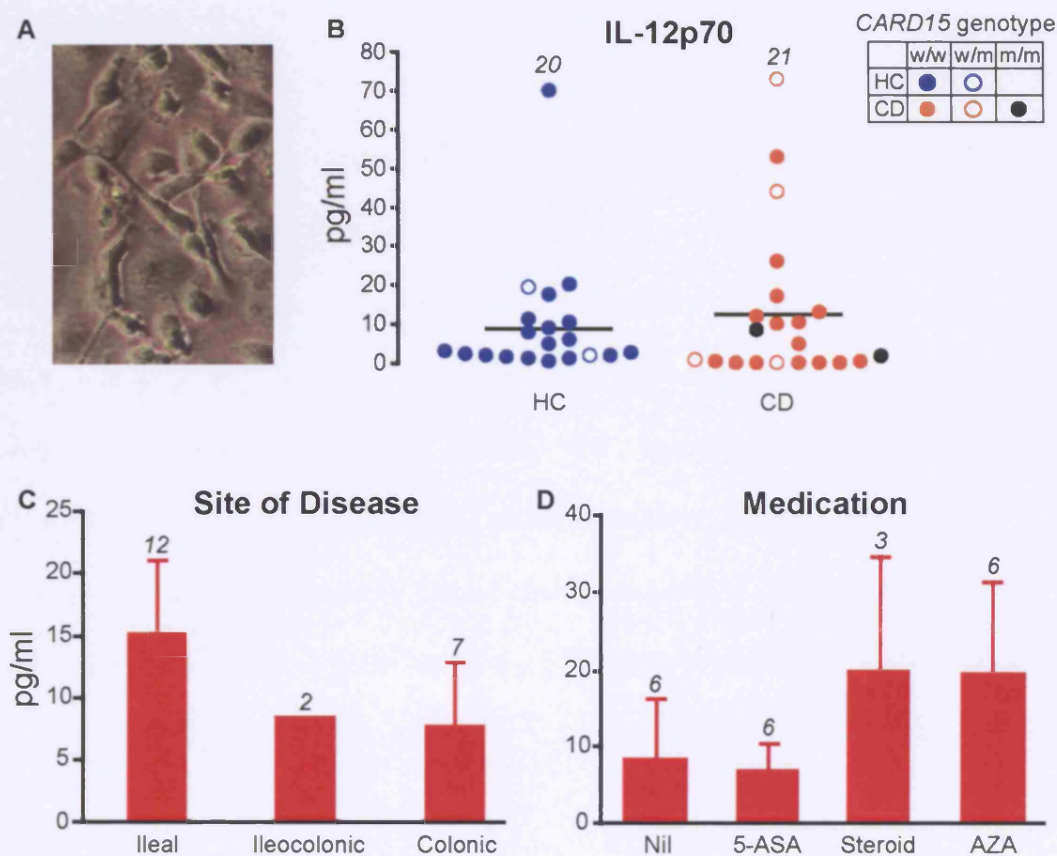 A
B
IL-12p70
CARD15 genotype
w/w w/m m/m
HC
CD
80
70
60
50
40
30
20
10
0
pg/ml
20
21
HC
CD
C
Site of Disease
25
20
15
10
5
0
pg/ml
12
2
7
Ileal
Ileocolonic
Colonic
D
Medication
40
30
20
10
0
6
6
3
6
Nil
5-ASA
Steroid
AZA